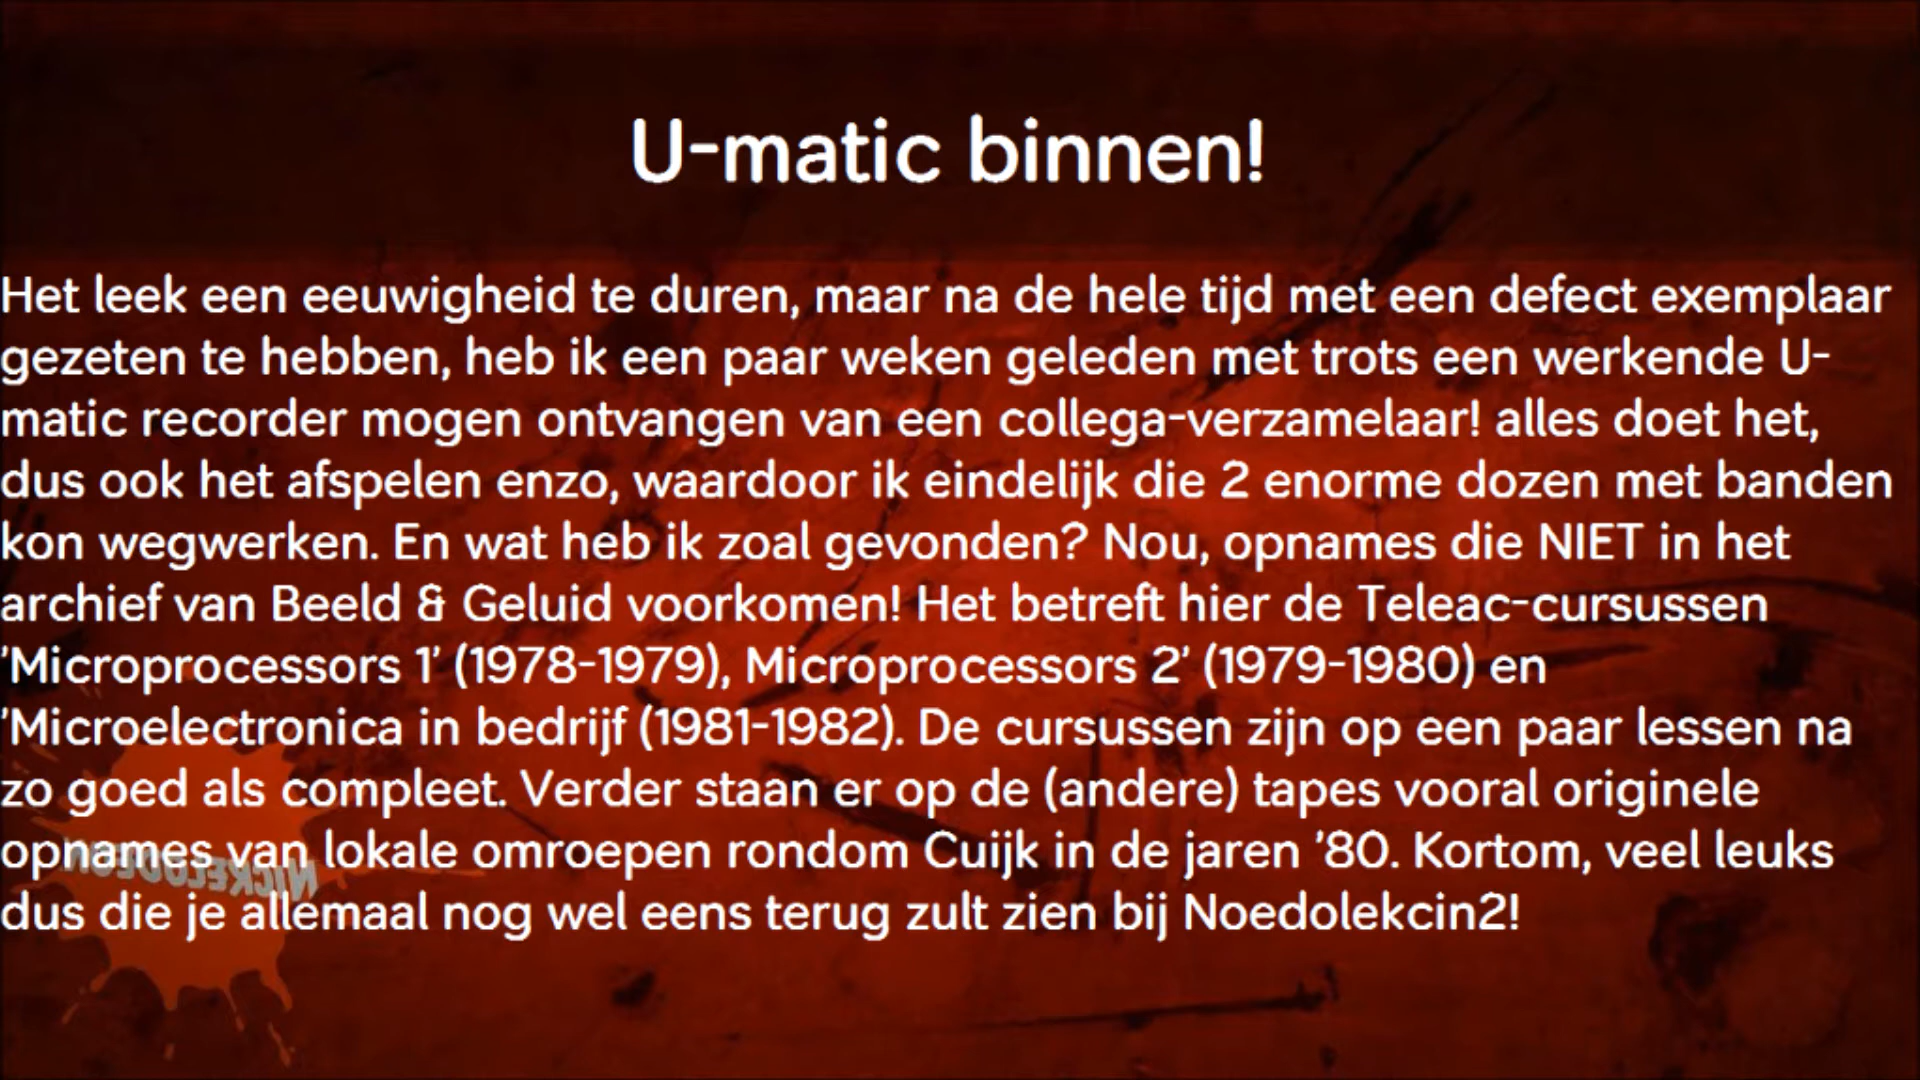 U-matic binnen!
Het leek een eeuwigheid te duren, maar na de hele tijd met een defect exemplaar
gezeten te hebben, heb ik een paar weken geleden met trots een werkende U-
matic recorder mogen ontvangen van een collega-verzamelaar! alles doet het,
dus ook het afspelen enzo, waardoor ik eindelijk die 2 enorme dozen met banden
kon wegwerken. En wat heb ik zoal gevonden? Nou, opnames die NIET in het
archief van Beeld & Geluid voorkomen! Het betreft hier de Teleac-cursussen
'Microprocessors 1' (1978-1979), Microprocessors 2' (1979-1980) en
'Microelectronica in bedrijf (1981-1982). De cursussen zijn op een paar lessen na
zo goed als compleet. Verder staan er op de (andere) tapes vooral originele
opnames van lokale omroepen rondom Cuijk in de jaren '80. Kortom, veel leuks
NICKELODEON
dus die je allemaal nog wel eens terug zult zien bij Noedolekcin2!